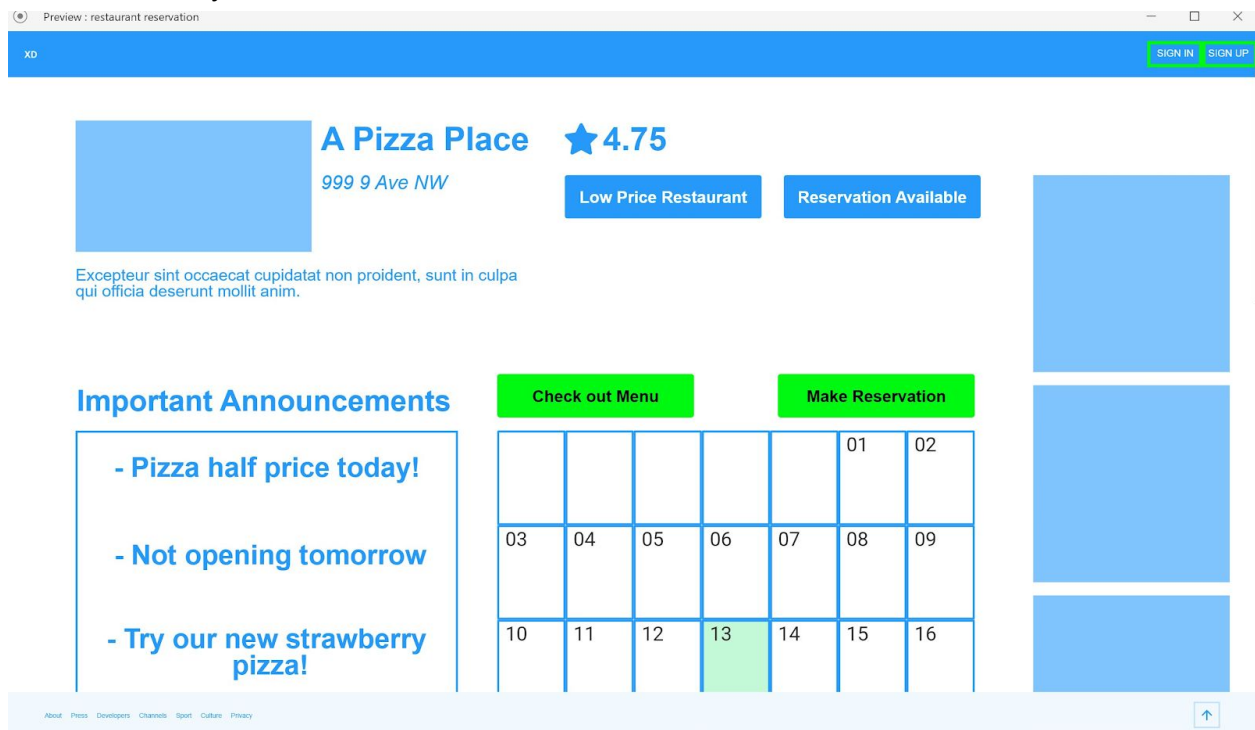 Preview : restaurant reservation
XD
SIGN IN
SIGN UP
A Pizza Place
4.75
999 9 Ave NW
Low Price Restaurant
Reservation Available
Excepteur sint occaecat cupidatat non proident, sunt in culpa
qui officia deserunt mollit anim.
Important Announcements
- Pizza half price today!
- Not opening tomorrow
- Try our new strawberry
pizza!
Check out Menu
Make Reservation
01 02
03 04 05 06 07 08 09
10 11 12 13 14 15 16
About Press Developers Channels Sport Culture Privacy